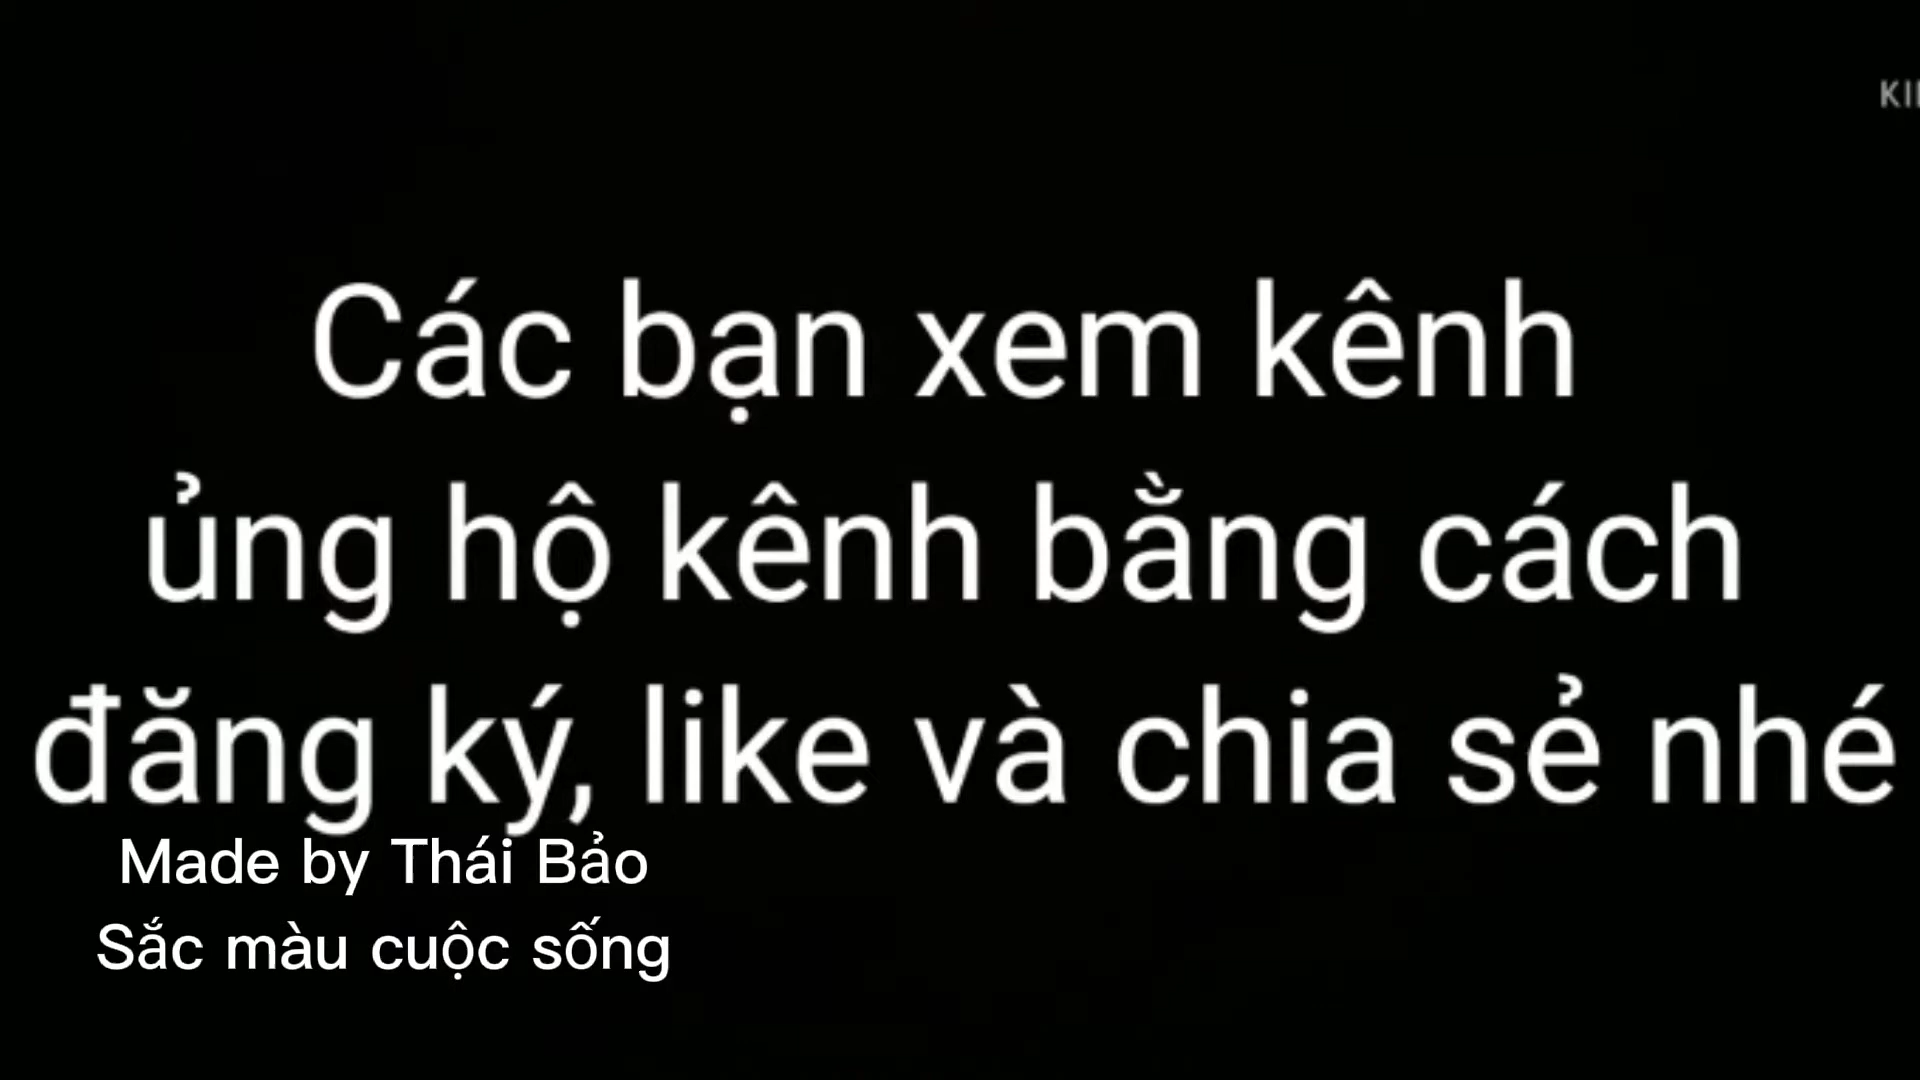 Các bạn xem kênh
ủng hộ kênh bằng cách
đăng ký, like và chia sẻ nhé
Made by Thái Bảo
Sắc màu cuộc sống